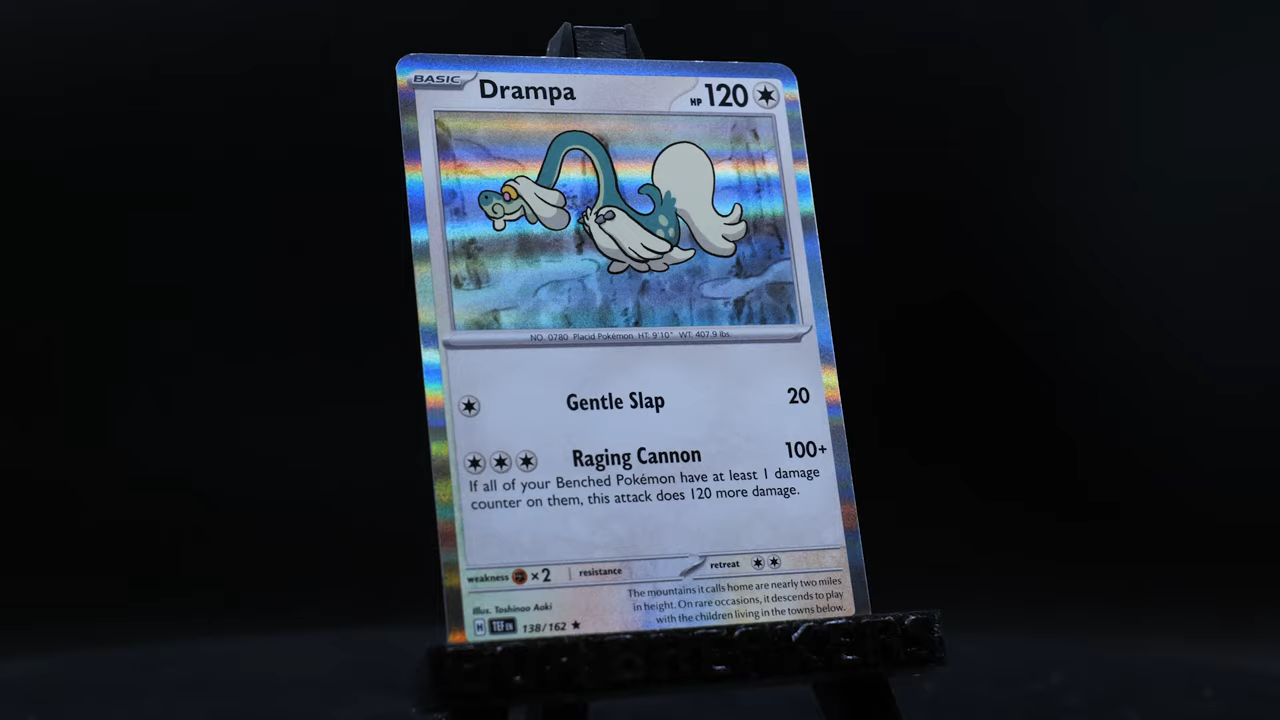 BASIC Drampa HP 120
NO. 0780 Placid Pokémon HT: 9'10" WT: 407.9 lbs.
Gentle Slap 20
Raging Cannon 100+
If all of your Benched Pokémon have at least 1 damage
counter on them, this attack does 120 more damage.
weakness ×2 resistance retreat
The mountains it calls home are nearly two miles
in height. On rare occasions, it descends to play
with the children living in the towns below.
Illus. Toshinao Aoki
H TEF EN 138/162 ★